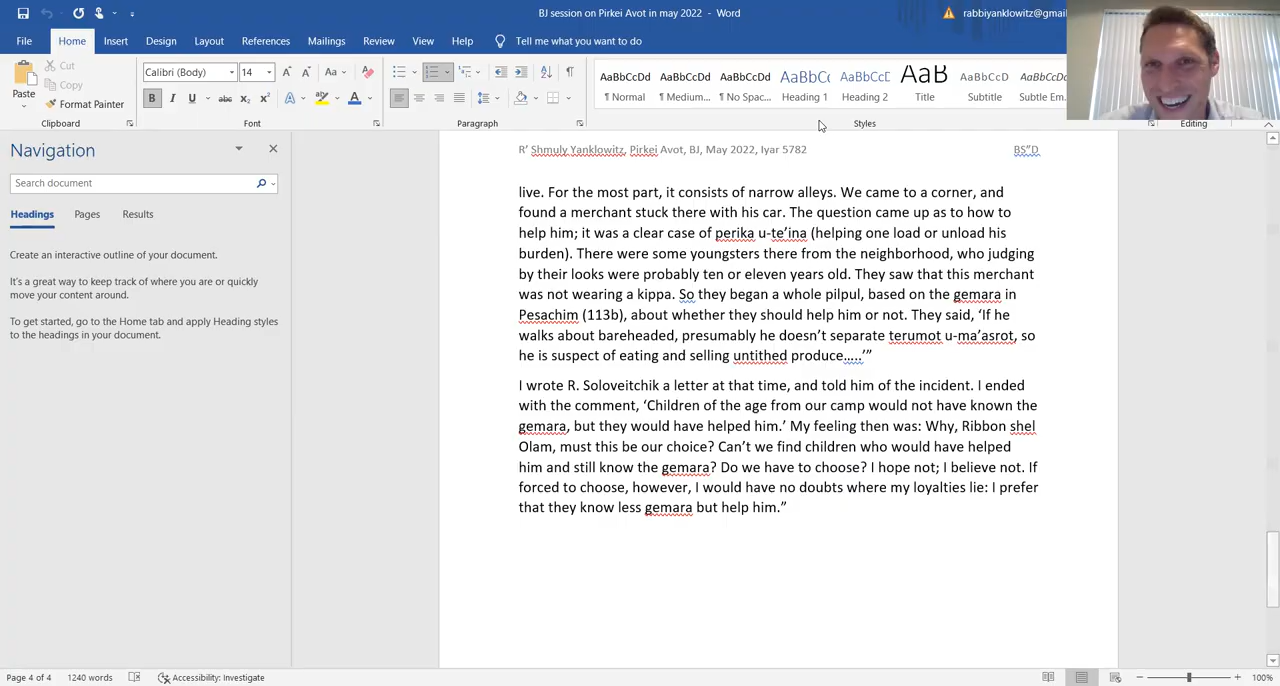 BJ session on Pirkei Avot in may 2022 - Word
rabbiyanklowitz@gmail
File Home Insert Design Layout References Mailings Review View Help Tell me what you want to do
Paste
Cut
Copy
Format Painter
Clipboard
Calibri (Body) 14
Font
Paragraph
AaBbCcDd AaBbCcDd AaBbCcDd AaBbCc AaBbCcD AaB AaBbCcD AaBbCcDd
¶ Normal ¶ Medium... ¶ No Spac... Heading 1 Heading 2 Title Subtitle Subtle Em...
Styles
Editing
Navigation
Search document
Headings Pages Results
Create an interactive outline of your document.
It's a great way to keep track of where you are or quickly
move your content around.
To get started, go to the Home tab and apply Heading styles
to the headings in your document.
R' Shmuly Yanklowitz, Pirkei Avot, BJ, May 2022, Iyar 5782 BS"D
live. For the most part, it consists of narrow alleys. We came to a corner, and
found a merchant stuck there with his car. The question came up as to how to
help him; it was a clear case of perika u-te'ina (helping one load or unload his
burden). There were some youngsters there from the neighborhood, who judging
by their looks were probably ten or eleven years old. They saw that this merchant
was not wearing a kippa. So they began a whole pilpul, based on the gemara in
Pesachim (113b), about whether they should help him or not. They said, ‘If he
walks about bareheaded, presumably he doesn’t separate terumot u-ma’asrot, so
he is suspect of eating and selling untithed produce…..’”
I wrote R. Soloveitchik a letter at that time, and told him of the incident. I ended
with the comment, ‘Children of the age from our camp would not have known the
gemara, but they would have helped him.’ My feeling then was: Why, Ribbon shel
Olam, must this be our choice? Can’t we find children who would have helped
him and still know the gemara? Do we have to choose? I hope not; I believe not. If
forced to choose, however, I would have no doubts where my loyalties lie: I prefer
that they know less gemara but help him.”
Page 4 of 4 1240 words Accessibility: Investigate 100%